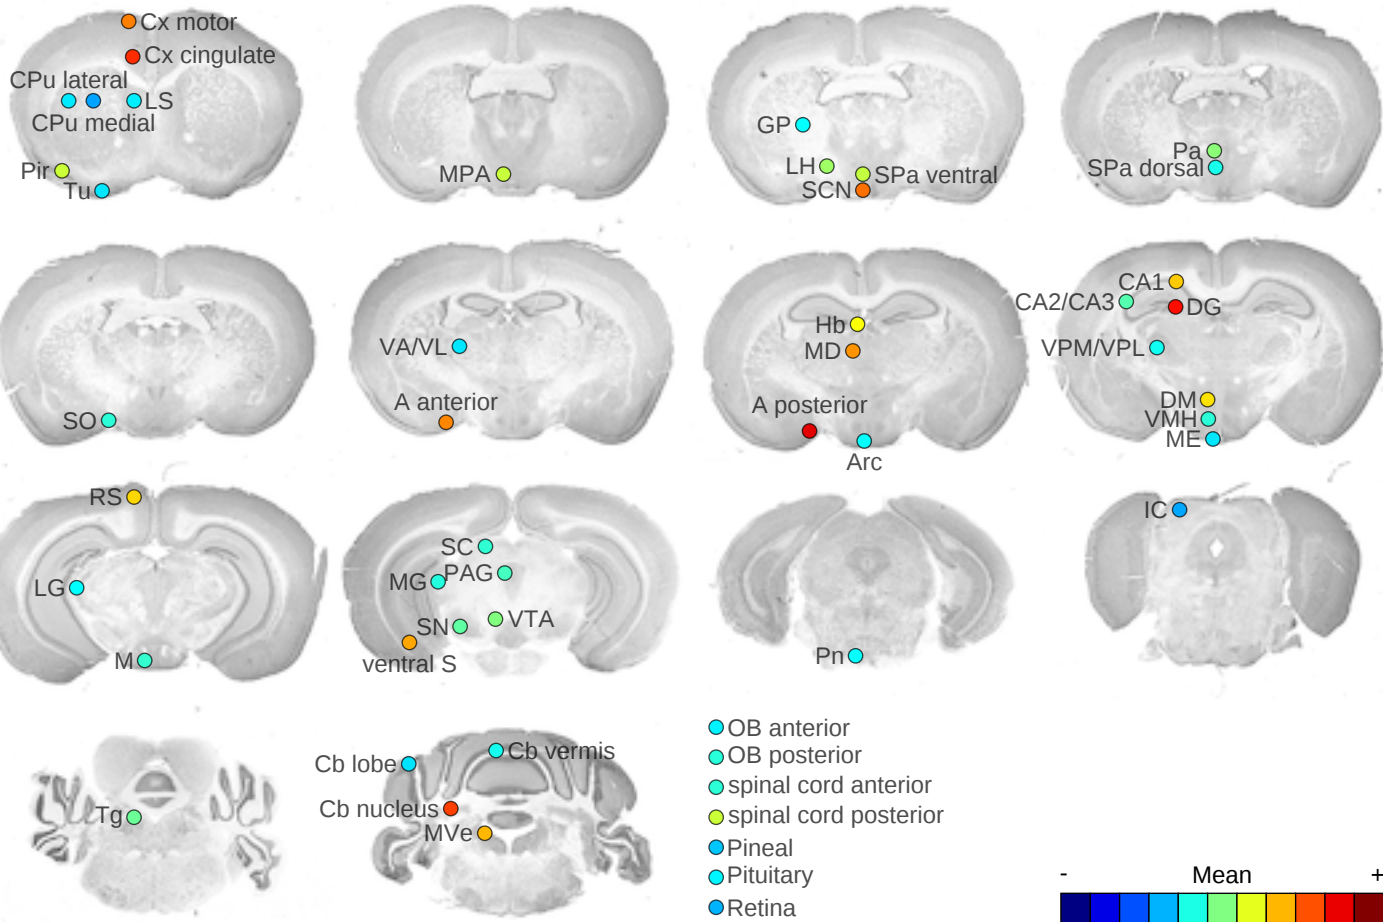 Cx motor
Cx cingulate
CPu lateral
LS
CPu medial
Pir
Tu
MPA
GP
LH
SPa ventral
SCN
Pa
SPa dorsal
SO
VA/VL
A anterior
Hb
MD
A posterior
Arc
CA1
CA2/CA3
DG
VPM/VPL
DM
VMH
ME
RS
LG
M
SC
MG
PAG
SN
VTA
ventral S
Pn
IC
Tg
Cb lobe
Cb vermis
Cb nucleus
MVe
OB anterior
OB posterior
spinal cord anterior
spinal cord posterior
Pineal
Pituitary
Retina
- Mean +